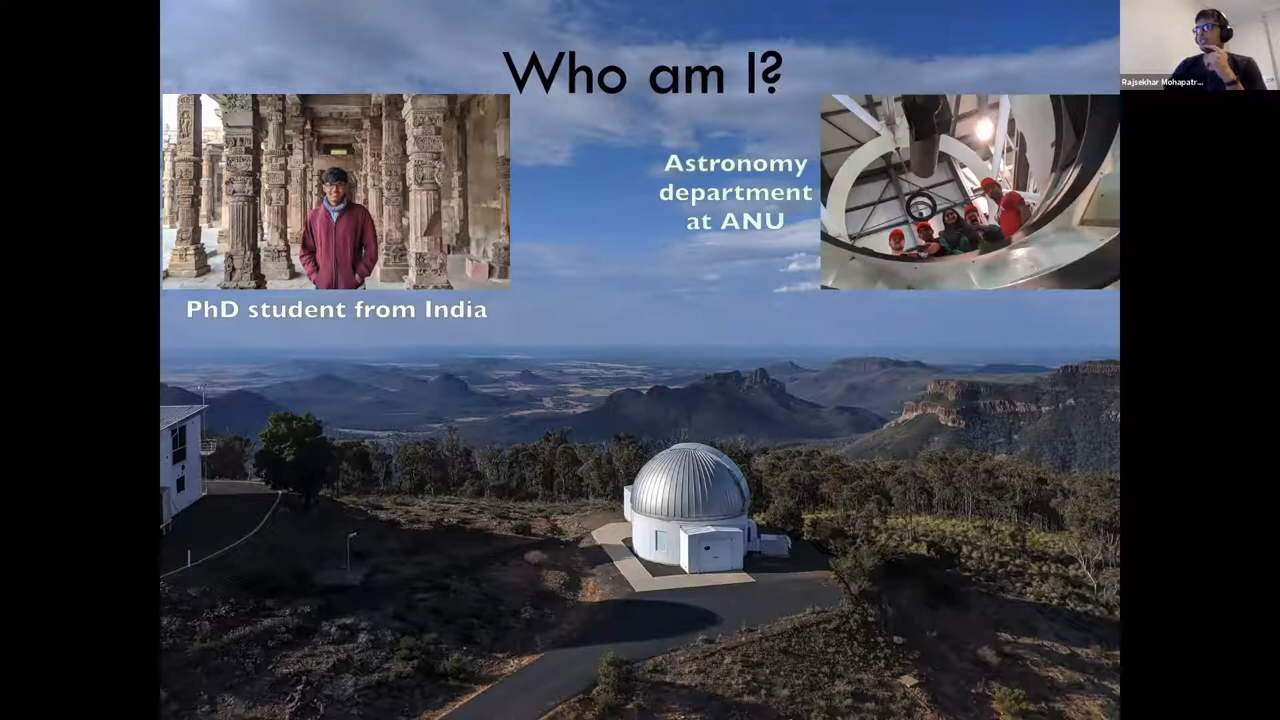 Who am I?
Rajsekhar Mohapatr...
Astronomy
department
at ANU
PhD student from India